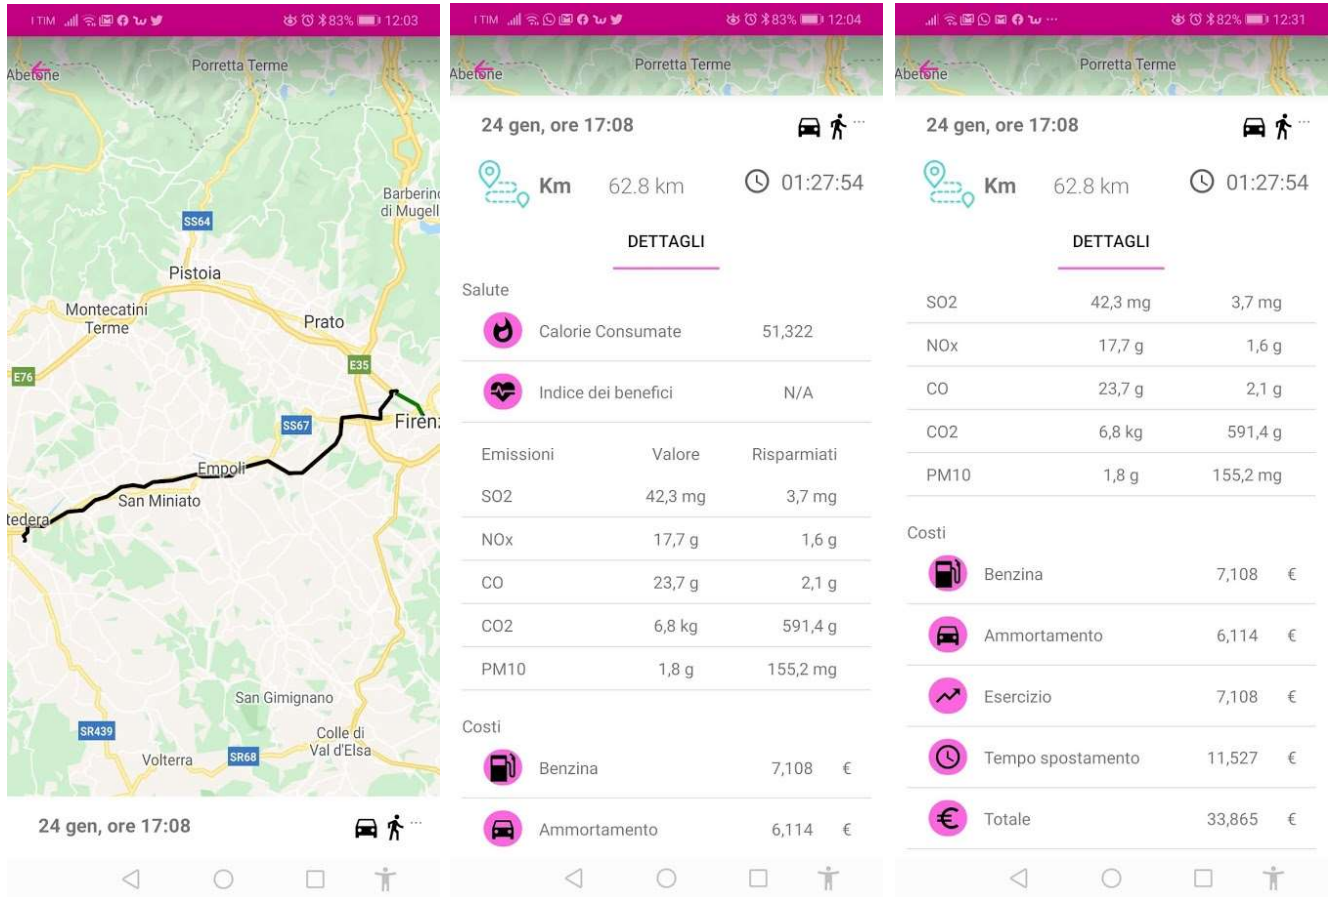 I TIM 83% 12:03
Abetone
Porretta Terme
Barberino
di Mugell
SS64
Pistoia
Montecatini
Terme
Prato
E35
E76
Firenz
SS67
Empoli
San Miniato
tedera
San Gimignano
SR439
Colle di
Val d'Elsa
Volterra
SR68
24 gen, ore 17:08 ...
I TIM 83% 12:04
Abetone
Porretta Terme
24 gen, ore 17:08 ...
Km 62.8 km 01:27:54
DETTAGLI
Salute
Calorie Consumate 51,322
Indice dei benefici N/A
Emissioni Valore Risparmiati
SO2 42,3 mg 3,7 mg
NOx 17,7 g 1,6 g
CO 23,7 g 2,1 g
CO2 6,8 kg 591,4 g
PM10 1,8 g 155,2 mg
Costi
Benzina 7,108 €
Ammortamento 6,114 €
... 82% 12:31
Abetone
Porretta Terme
24 gen, ore 17:08 ...
Km 62.8 km 01:27:54
DETTAGLI
SO2 42,3 mg 3,7 mg
NOx 17,7 g 1,6 g
CO 23,7 g 2,1 g
CO2 6,8 kg 591,4 g
PM10 1,8 g 155,2 mg
Costi
Benzina 7,108 €
Ammortamento 6,114 €
Esercizio 7,108 €
Tempo spostamento 11,527 €
Totale 33,865 €